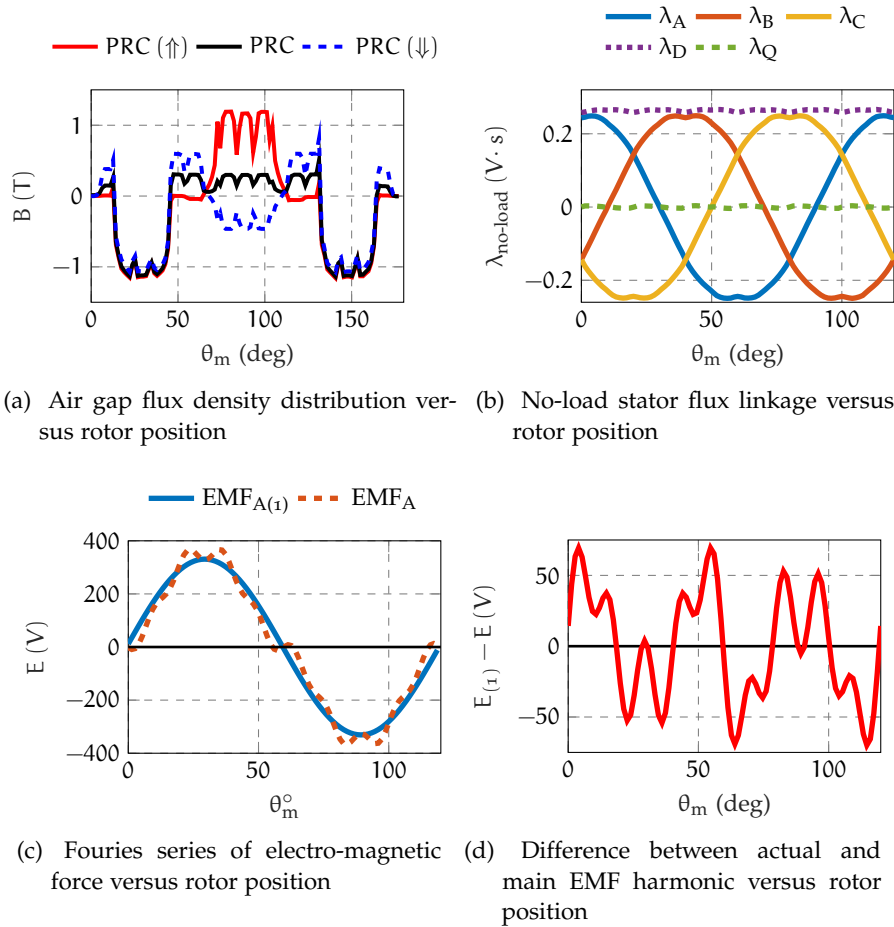 PRC (⇑) PRC PRC (⇓)
1
0
−1
B (T)
0 50 100 150
θm (deg)
(a) Air gap flux density distribution ver-
sus rotor position
λA λB λC
λD λQ
0.2
0
−0.2
λno-load (V· s)
0 50 100
θm (deg)
(b) No-load stator flux linkage versus
rotor position
EMFA(1) EMFA
400
200
0
−200
−400
E (V)
0 50 100
θ°m
(c) Fouries series of electro-magnetic
force versus rotor position
50
0
−50
E(1) − E (V)
0 50 100
θm (deg)
(d) Difference between actual and
main EMF harmonic versus rotor
position